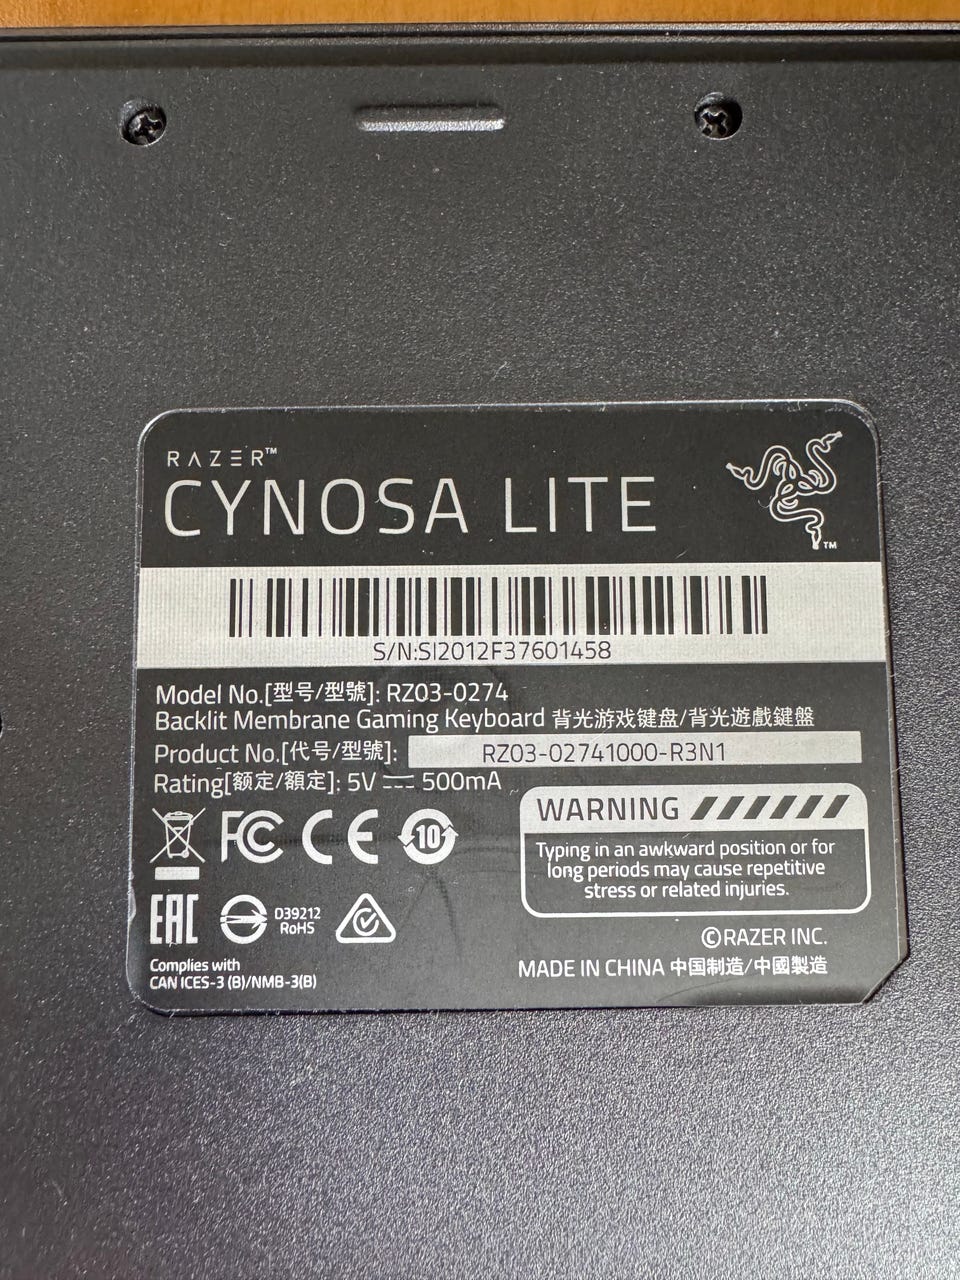 RAZER™
CYNOSA LITE
™
S/N:SI2012F37601458
Model No.[型号/型號]: RZ03-0274
Backlit Membrane Gaming Keyboard 背光游戏键盘/背光遊戲鍵盤
Product No.[代号/型號]: RZ03-02741000-R3N1
Rating[额定/額定]: 5V ⎓ 500mA
WARNING
Typing in an awkward position or for
long periods may cause repetitive
stress or related injuries.
FC CE 10
EAC D39212
RoHS
©RAZER INC.
Complies with
CAN ICES-3 (B)/NMB-3(B)
MADE IN CHINA 中国制造/中國製造